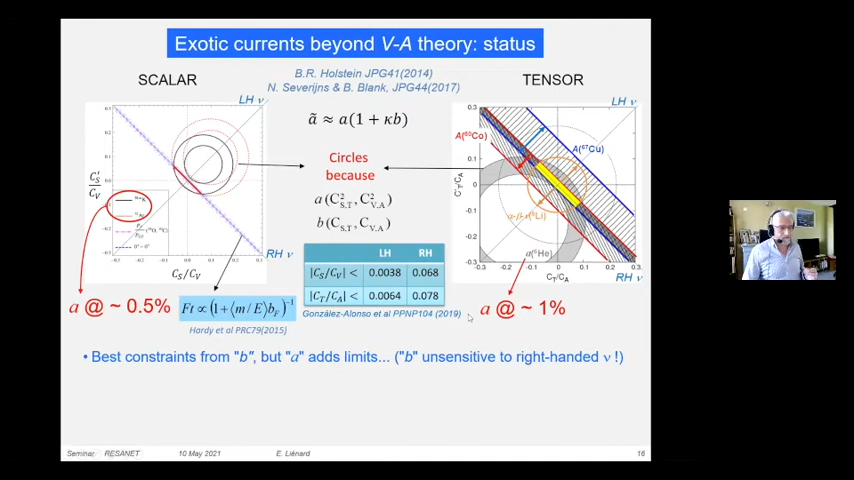 Exotic currents beyond V-A theory: status
SCALAR
B.R. Holstein JPG41(2014)
N. Severijns & B. Blank, JPG44(2017)
TENSOR
LH ν
LH ν
ã ≈ a(1 + κb)
Circles
because
a (C²S,T, C²V,A)
b (CS,T, CV,A)
C'S/CV
CS/CV
RH ν
A(⁶⁰Co)
A(⁶⁷Cu)
α-β-ν(⁸Li)
a(⁶He)
C'T/CA
CT/CA
RH ν
0⁺ 0⁺
LH RH
|CS/CV| < 0.0038 0.068
|CT/CA| < 0.0064 0.078
González-Alonso et al PPNP104 (2019)
a @ ~ 0.5%
Ft ∝ (1+⟨m/E⟩bF)⁻¹
Hardy et al PRC79(2015)
a @ ~ 1%
• Best constraints from "b", but "a" adds limits... ("b" unsensitive to right-handed ν !)
Seminar RESANET 10 May 2021 E. Liénard 16